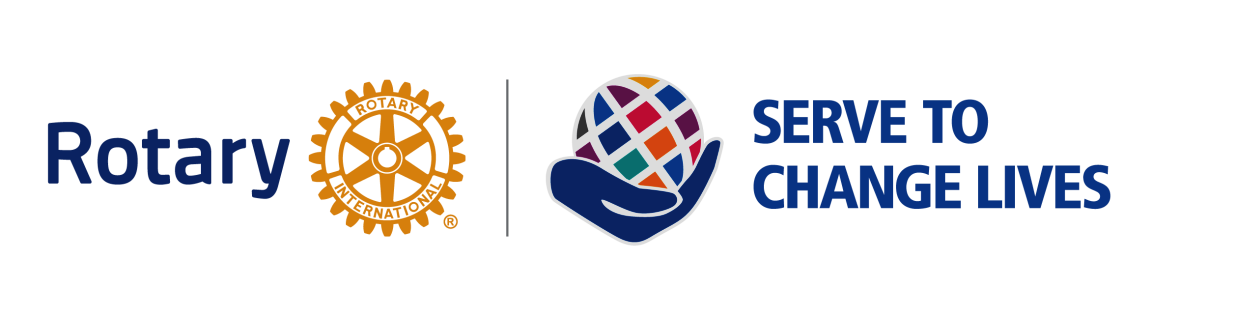 Rotary
ROTARY
INTERNATIONAL
®
SERVE TO
CHANGE LIVES